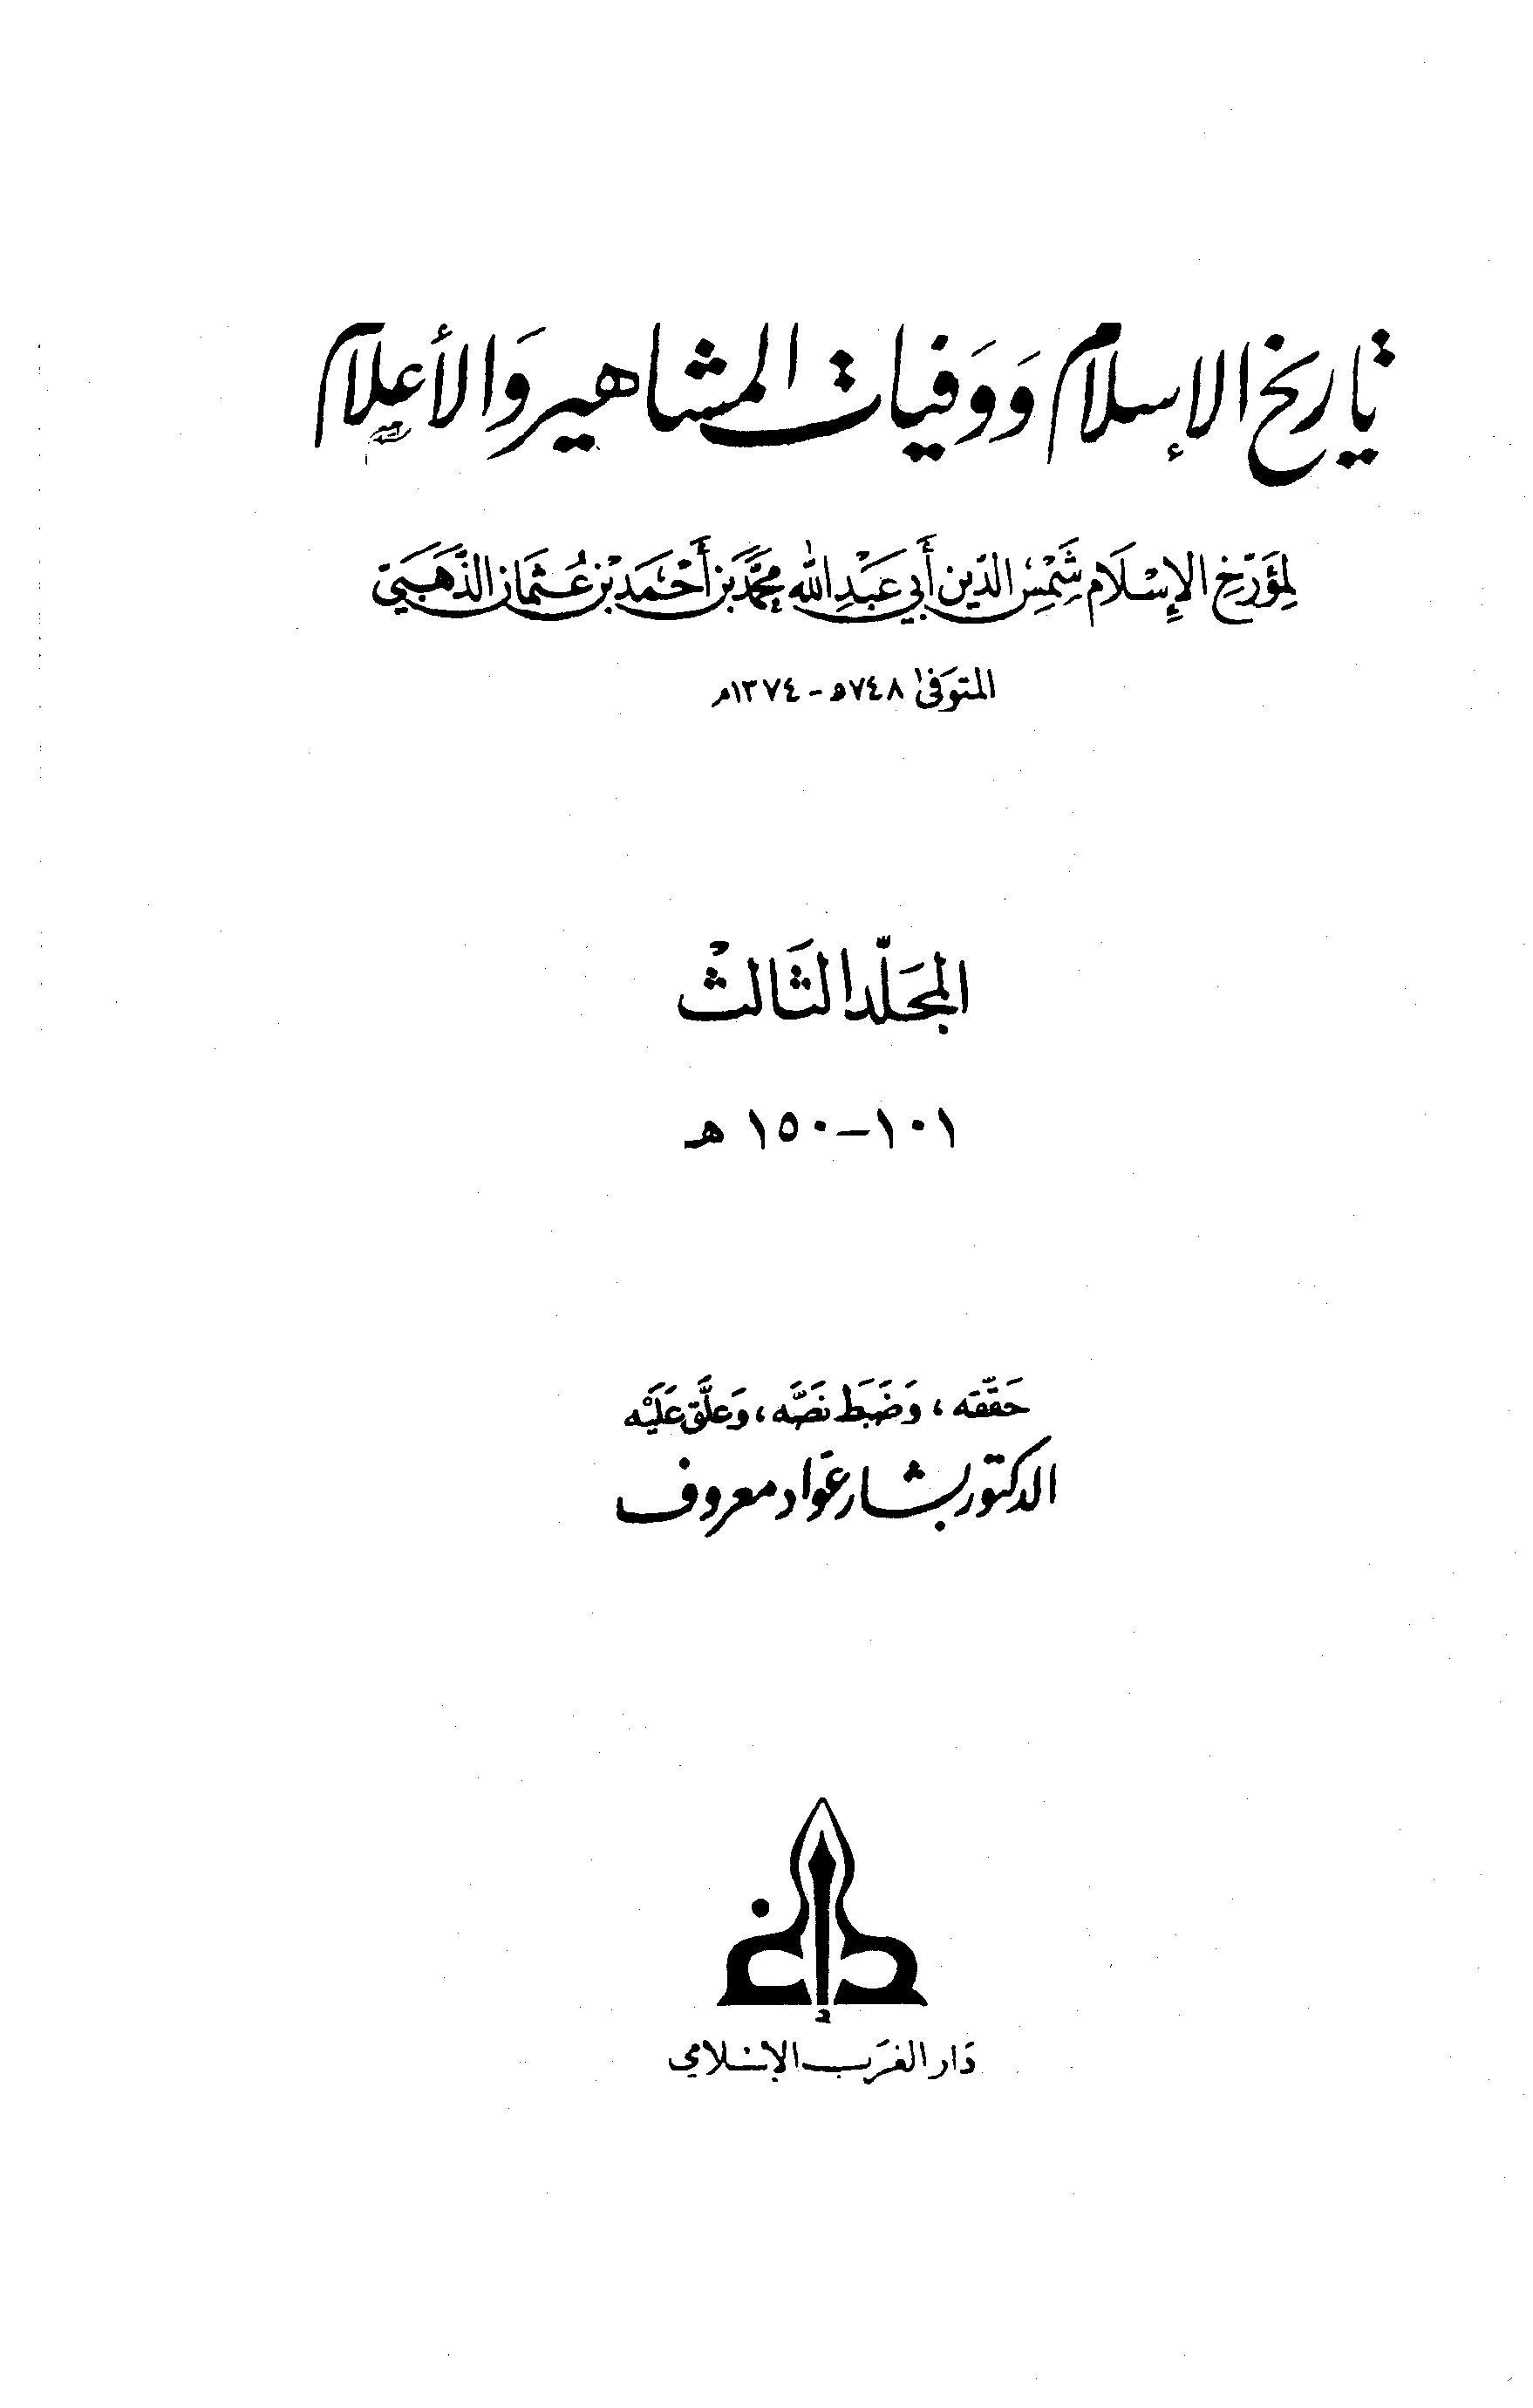 تاريخ الإسلام ووفيات المشاهير والأعلام
لمؤرخ الإسلام شمس الدين أبي عبد الله محمد بن أحمد بن عثمان الذهبي
المتوفى ٧٤٨هـ - ١٣٧٤م
المجلد الثالث
١٠١-١٥٠ هـ
حققه، وضبط نصه، وعلق عليه
الدكتور بشار عواد معروف
دار الغرب الإسلامي